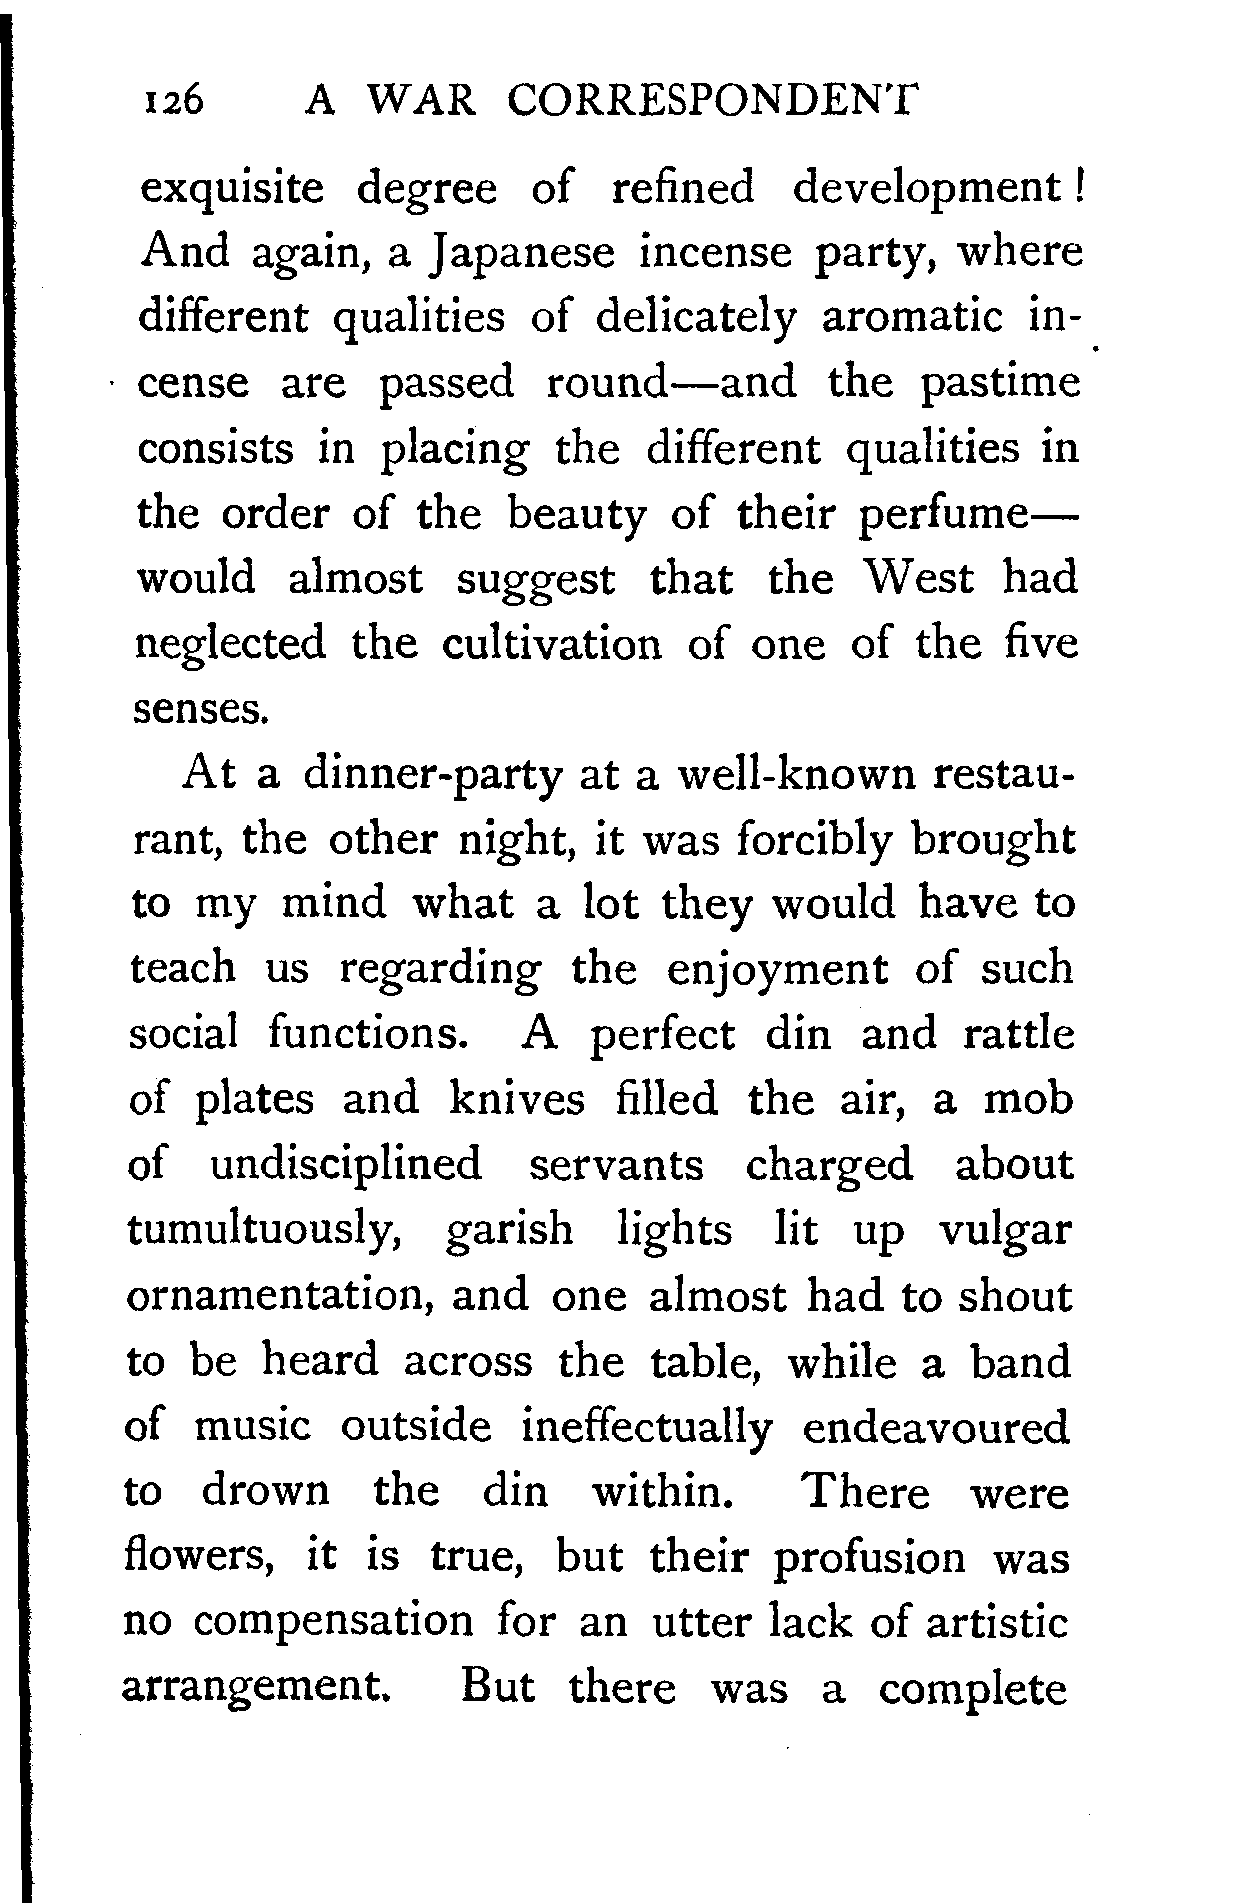 126 A WAR CORRESPONDENT
exquisite degree of refined development !
And again, a Japanese incense party, where
different qualities of delicately aromatic in-
cense are passed round—and the pastime
consists in placing the different qualities in
the order of the beauty of their perfume—
would almost suggest that the West had
neglected the cultivation of one of the five
senses.
At a dinner-party at a well-known restau-
rant, the other night, it was forcibly brought
to my mind what a lot they would have to
teach us regarding the enjoyment of such
social functions. A perfect din and rattle
of plates and knives filled the air, a mob
of undisciplined servants charged about
tumultuously, garish lights lit up vulgar
ornamentation, and one almost had to shout
to be heard across the table, while a band
of music outside ineffectually endeavoured
to drown the din within. There were
flowers, it is true, but their profusion was
no compensation for an utter lack of artistic
arrangement. But there was a complete